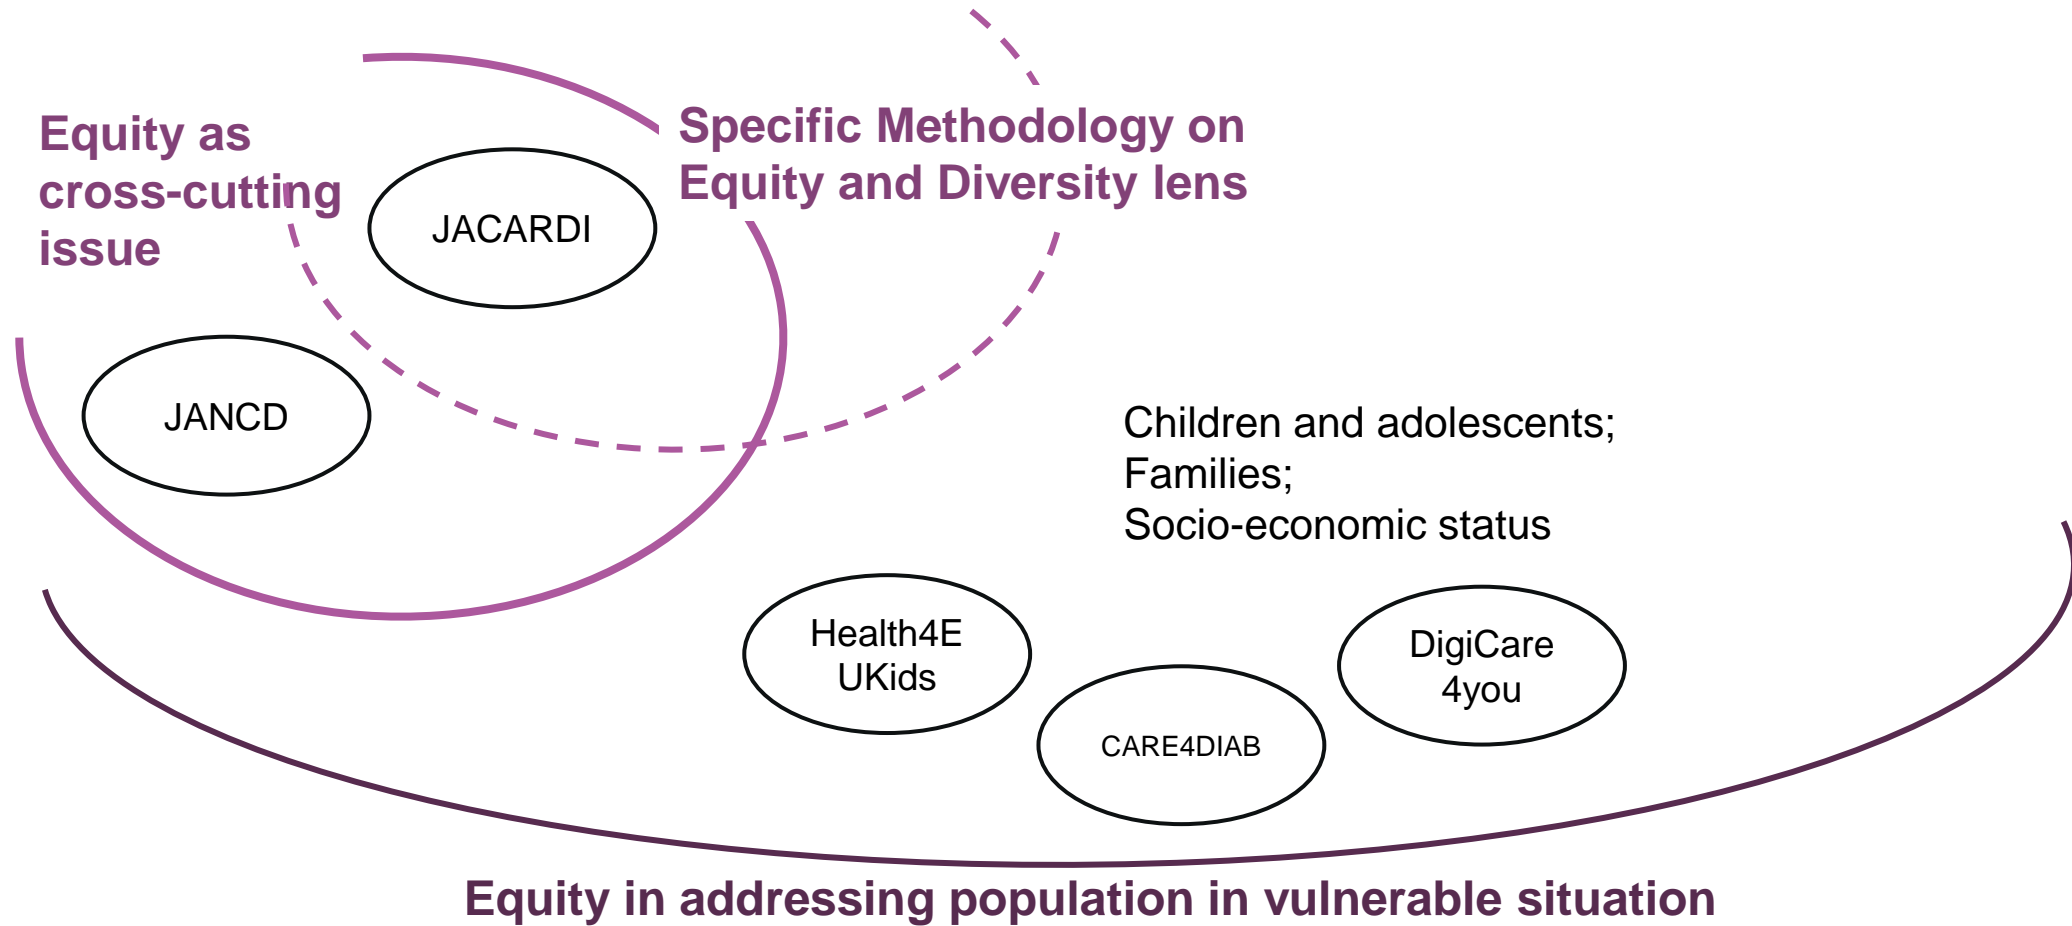 Equity as
cross-cutting
issue
Specific Methodology on
Equity and Diversity lens
JACARDI
JANCD
Children and adolescents;
Families;
Socio-economic status
Health4E
UKids
CARE4DIAB
DigiCare
4you
Equity in addressing population in vulnerable situation